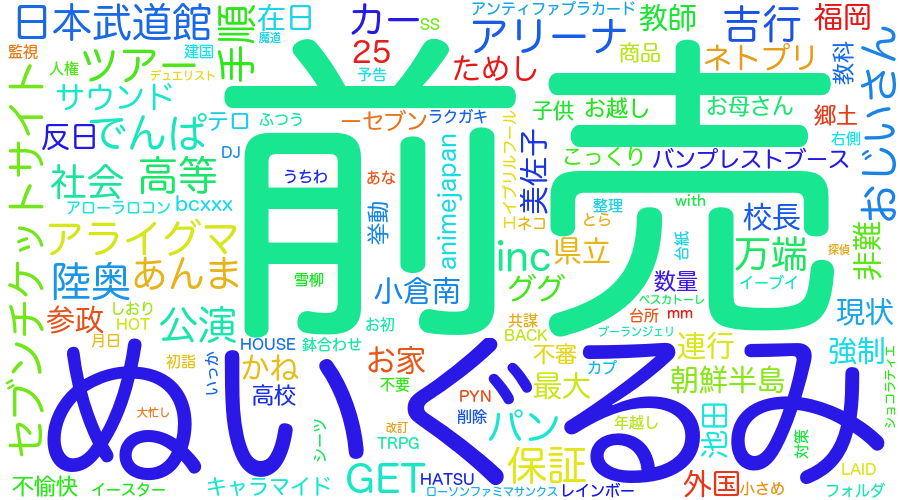 日本武道館
手順
在日
魔道
カー
SS
アンティファプラカード
アリーナ
教師
吉行
福岡
監視
建国
人権
ツアー
デュエリスト
25
予告
ためし
商品
ネトプリ
教科
おじいさん
サウンド
テロ
ふつう
ーセブン
ラクガキ
子供
お越し
お母さん
郷土
右側
反日
でんぱ
DJ
こっくり
バンプレストブース
セブンチケットサイト
社会
高等
うちわ
あな
animejapan
エイプリルフール
美佐子
前売
with
アローラロコン
bcxxx
挙動
ネコ
とら
整理
校長
アライグマ
inc
県立
台紙
万端
非難
探偵
陸奥
あんま
雪柳
小倉南
ググ
数量
イーブイ
ペスカトーレ
参政
しおり
HOT
公演
お初
共謀
BACK
台所
mm
現状
月日
初詣
HOUSE
鉢合わせ
ブーランジェリ
いっか
かね
お家
不審
カプ
連行
強制
ショコラティエ
高校
不要
PYN
最大
朝鮮半島
ぬいぐるみ
大忙し
改訂
削除
パン
年越し
池田
対策
シーツ
TRPG
保証
不愉快
イースター
キャラマイド
GET
HATSU
ローソンファミマサンクス
レインボー
外国
小さめ
LAID
フォルダ